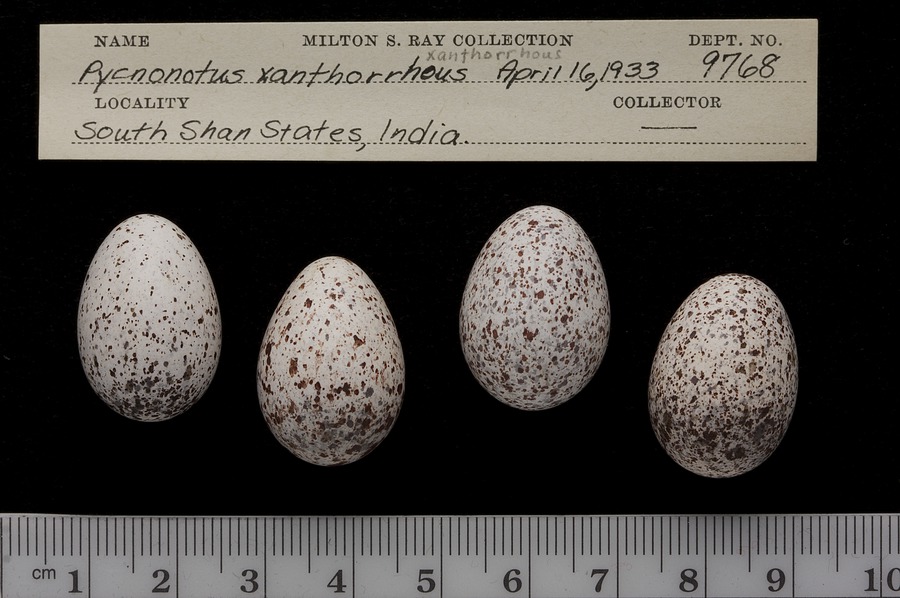 NAME MILTON S. RAY COLLECTION DEPT. NO.
xanthorrhous
Pycnonotus xanthorrhous April 16, 1933 9768
LOCALITY COLLECTOR
South Shan States, India.
cm 1 2 3 4 5 6 7 8 9 10